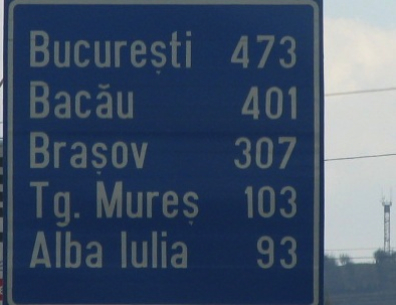 București 473
Bacău 401
Brașov 307
Tg. Mureș 103
Alba Iulia 93